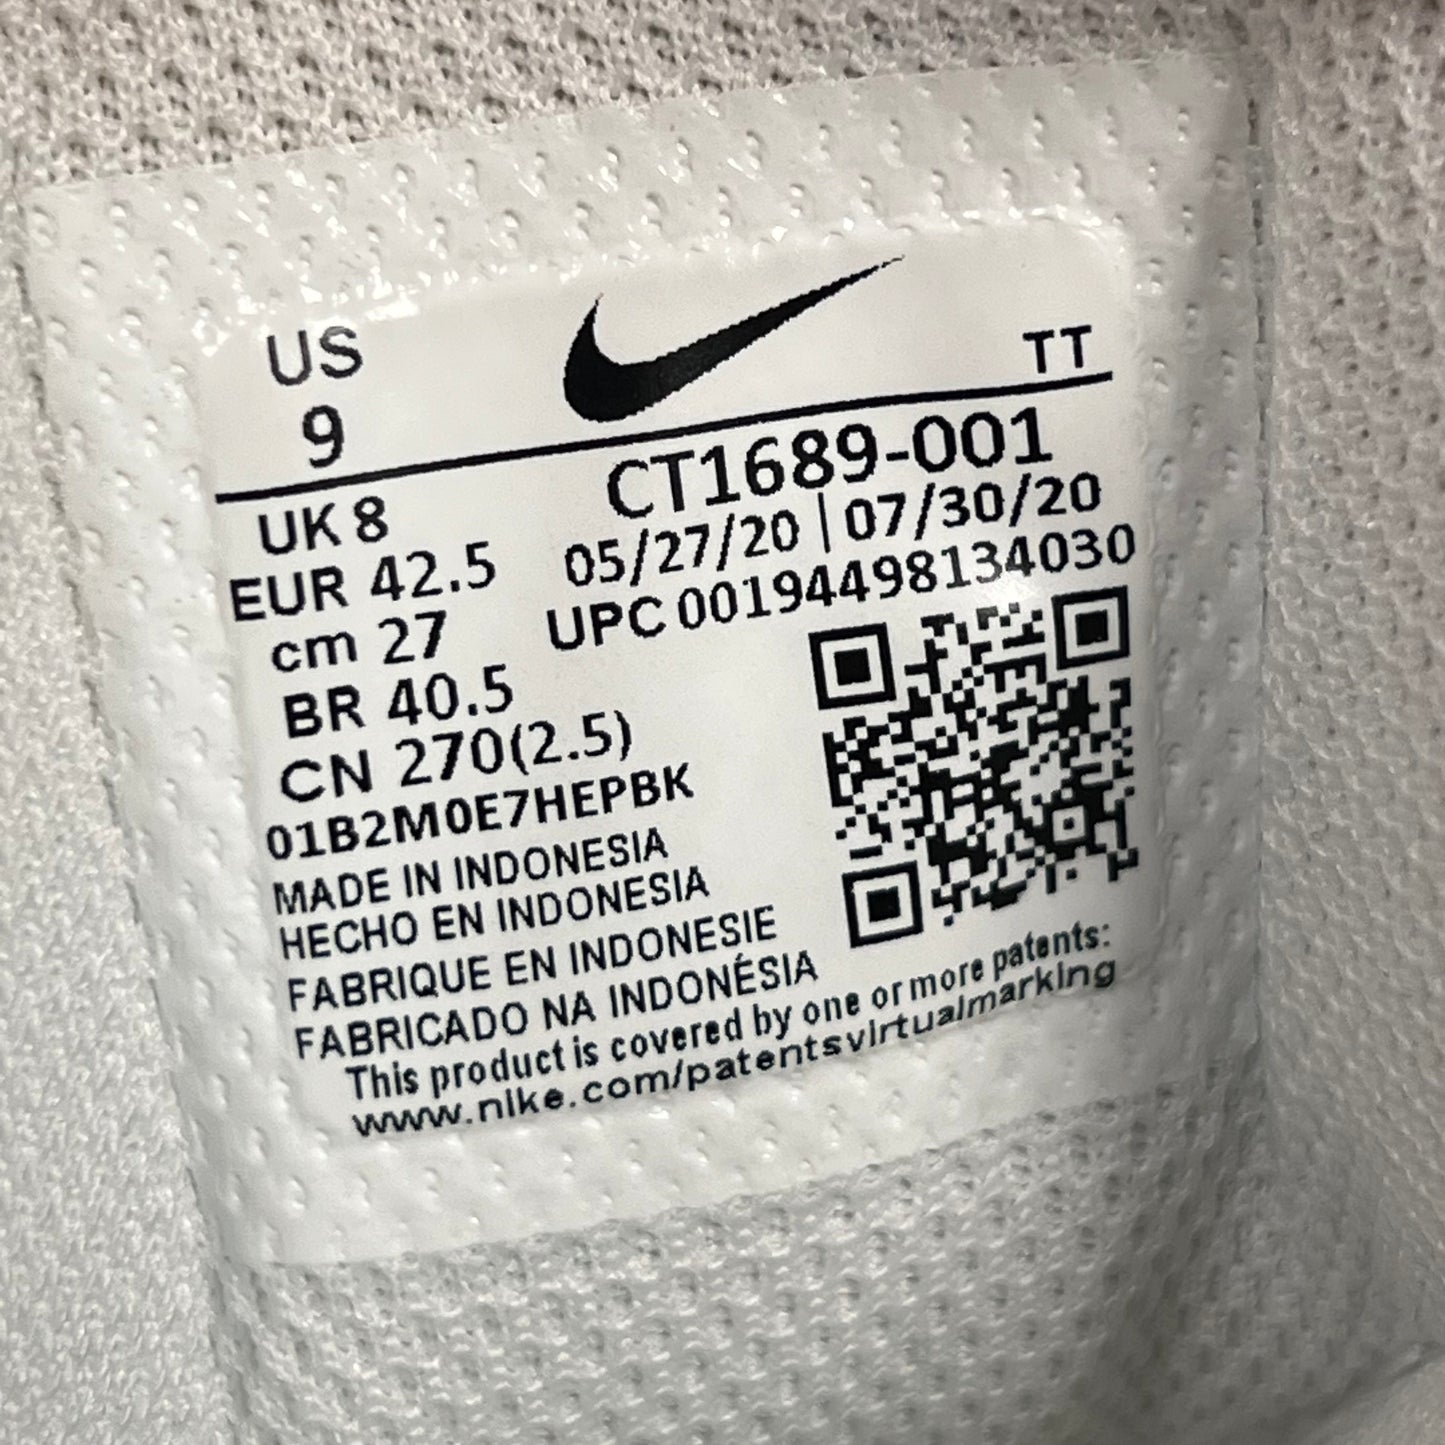 US
TT
9
UK 8
CT1689-001
EUR 42.5
05/27/20 | 07/30/20
cm 27
UPC 00194498134030
BR 40.5
CN 270(2.5)
01B2M0E7HEPBK
MADE IN INDONESIA
HECHO EN INDONESIA
FABRIQUE EN INDONESIE
FABRICADO NA INDONÉSIA
This product is covered by one or more patents:
www.nike.com/patentsvirtualmarking